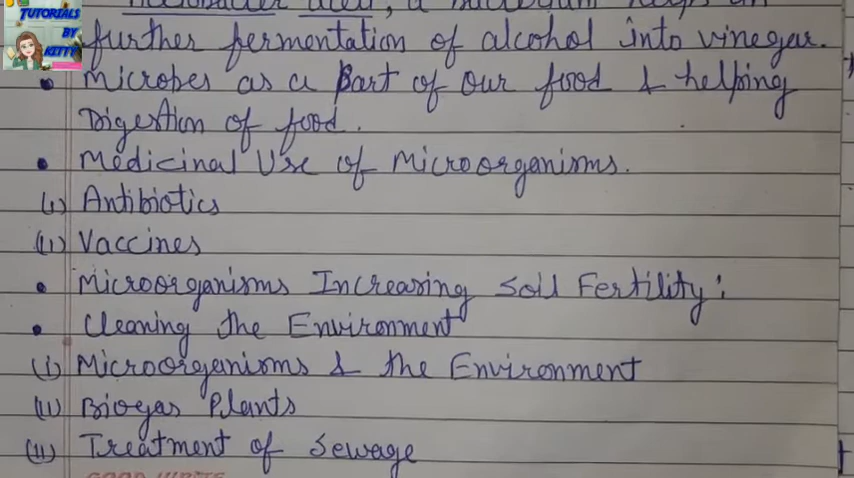 TUTORIALS
BY
KITTY
further fermentation of alcohol into vinegar.
• Microbes as a part of our food & helping
Digestion of food.
• Medicinal Use of Microorganisms.
(i) Antibiotics
(ii) Vaccines
• Microorganisms Increasing Soil Fertility:
• Cleaning the Environment
(i) Microorganisms & the Environment
(ii) Biogas Plants
(iii) Treatment of Sewage